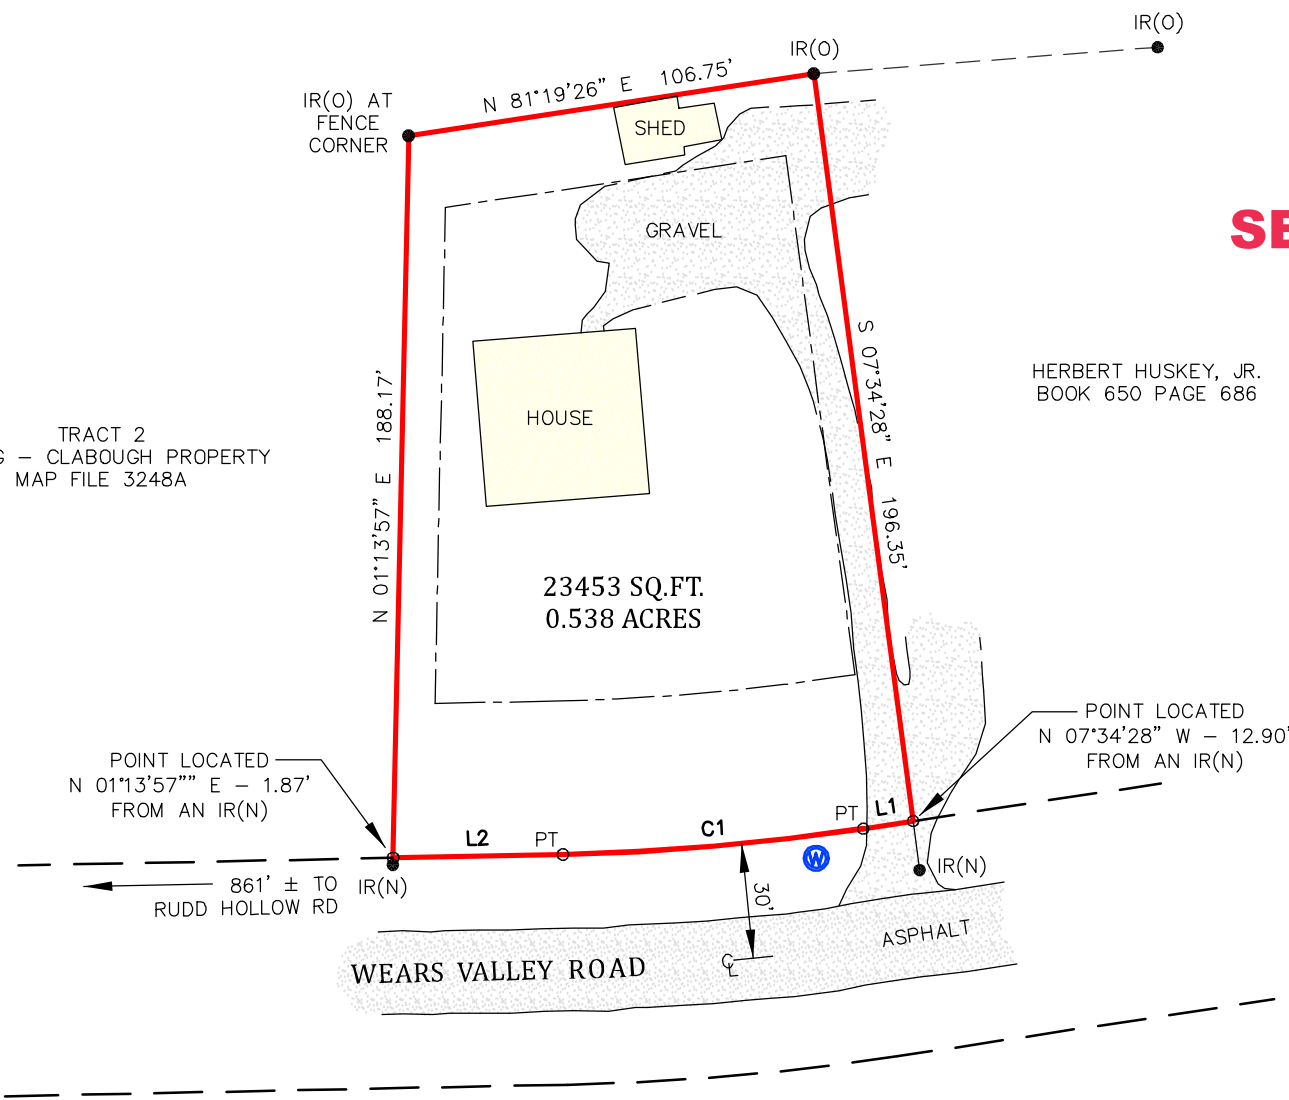 IR(O)
IR(O)
N 81°19'26" E 106.75'
IR(O) AT
FENCE
CORNER
SHED
GRAVEL
S 07°34'28" E 196.35'
HERBERT HUSKEY, JR.
BOOK 650 PAGE 686
N 01°13'57" E 188.17'
HOUSE
TRACT 2
– CLABOUGH PROPERTY
MAP FILE 3248A
23453 SQ.FT.
0.538 ACRES
POINT LOCATED
N 07°34'28" W – 12.90'
FROM AN IR(N)
POINT LOCATED
N 01°13'57"" E – 1.87'
FROM AN IR(N)
L2
PT
C1
PT
L1
W
IR(N)
IR(N)
861' ± TO
RUDD HOLLOW RD
30'
ASPHALT
CL
WEARS VALLEY ROAD